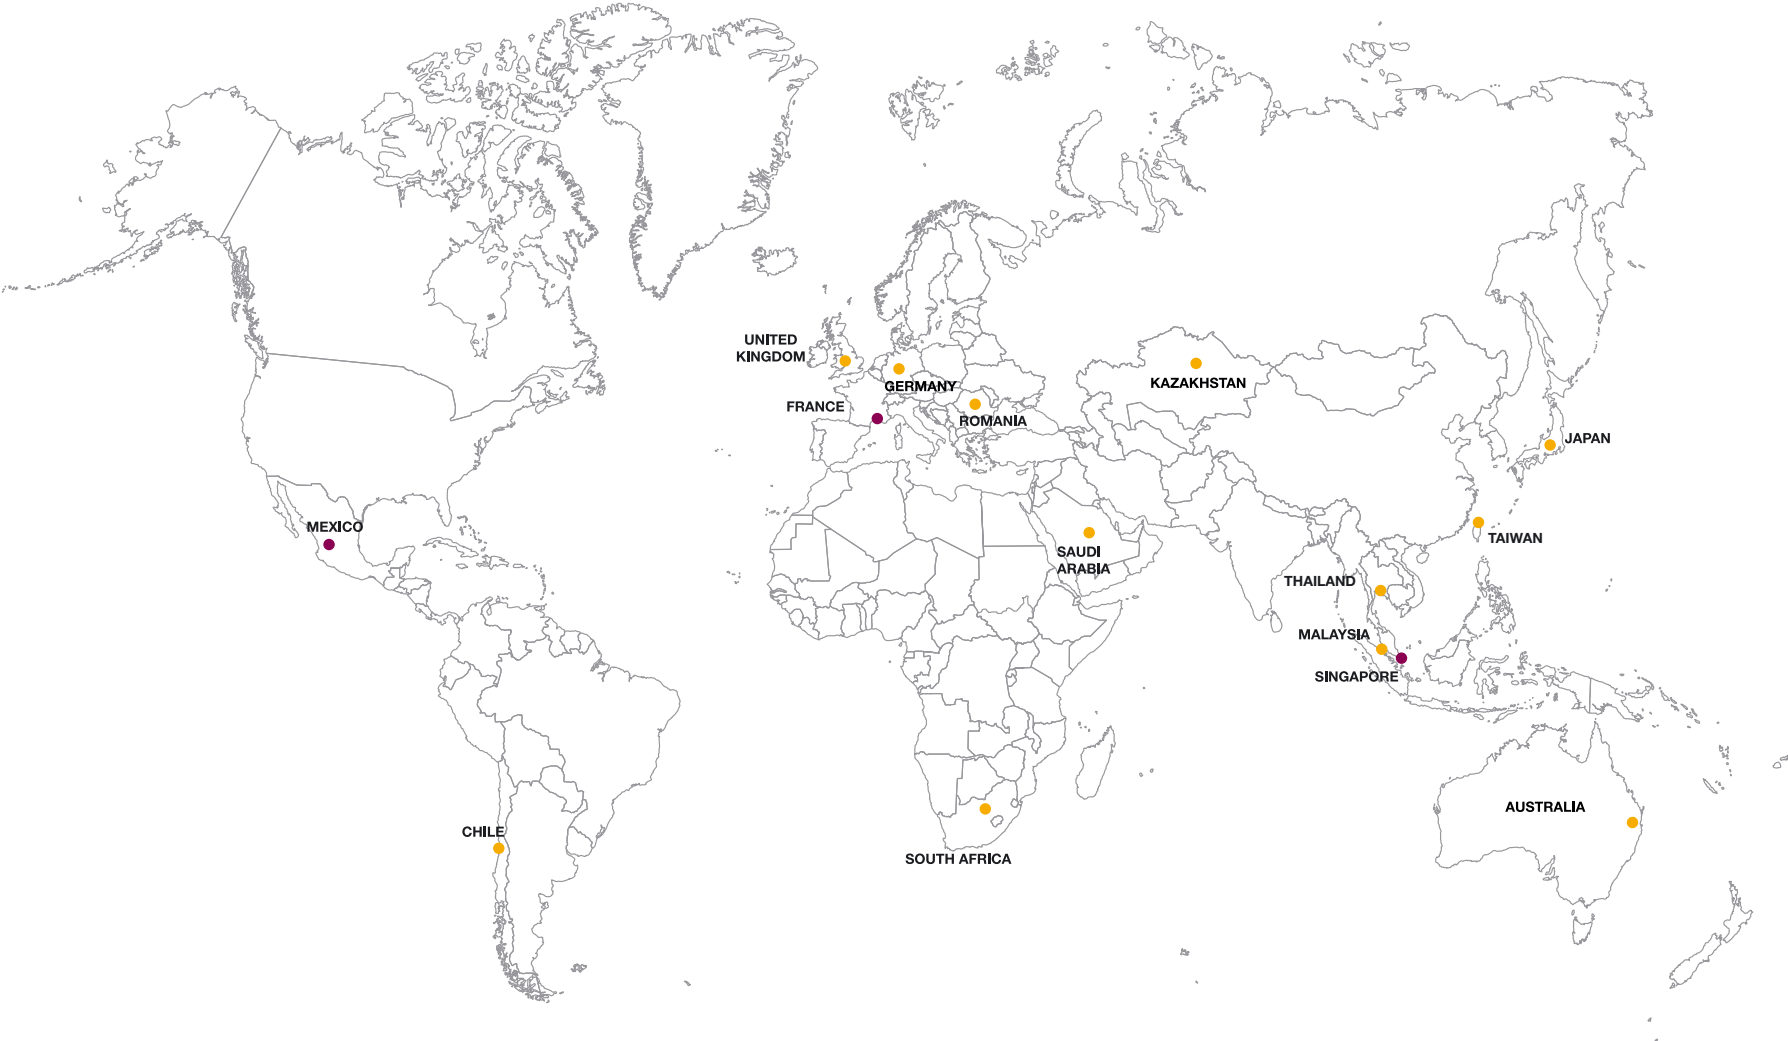 UNITED
KINGDOM
GERMANY
KAZAKHSTAN
FRANCE
ROMANIA
JAPAN
MEXICO
TAIWAN
SAUDI
ARABIA
THAILAND
MALAYSIA
SINGAPORE
AUSTRALIA
CHILE
SOUTH AFRICA